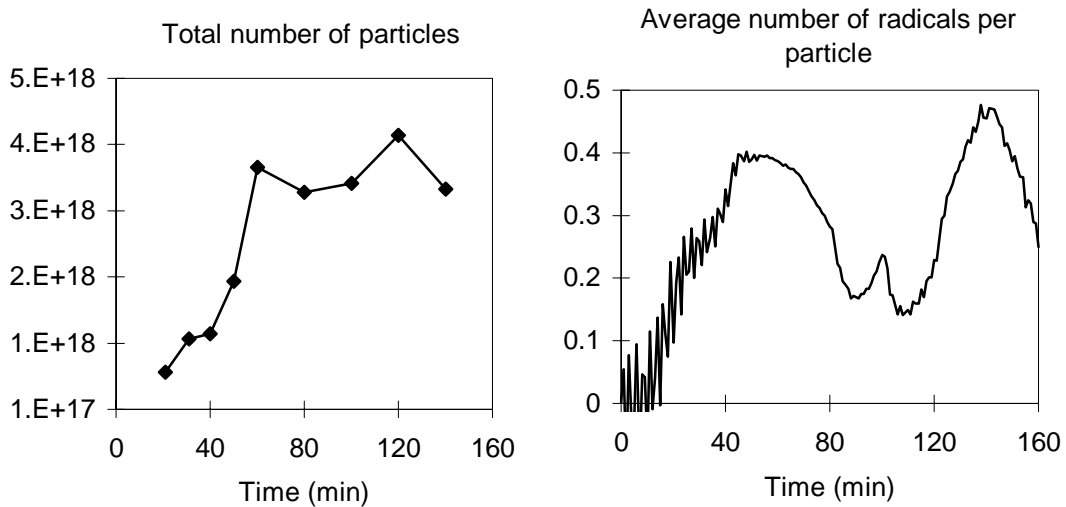 Total number of particles
5.E+18
4.E+18
3.E+18
2.E+18
1.E+18
1.E+17
0 40 80 120 160
Time (min)
Average number of radicals per
particle
0.5
0.4
0.3
0.2
0.1
0
0 40 80 120 160
Time (min)